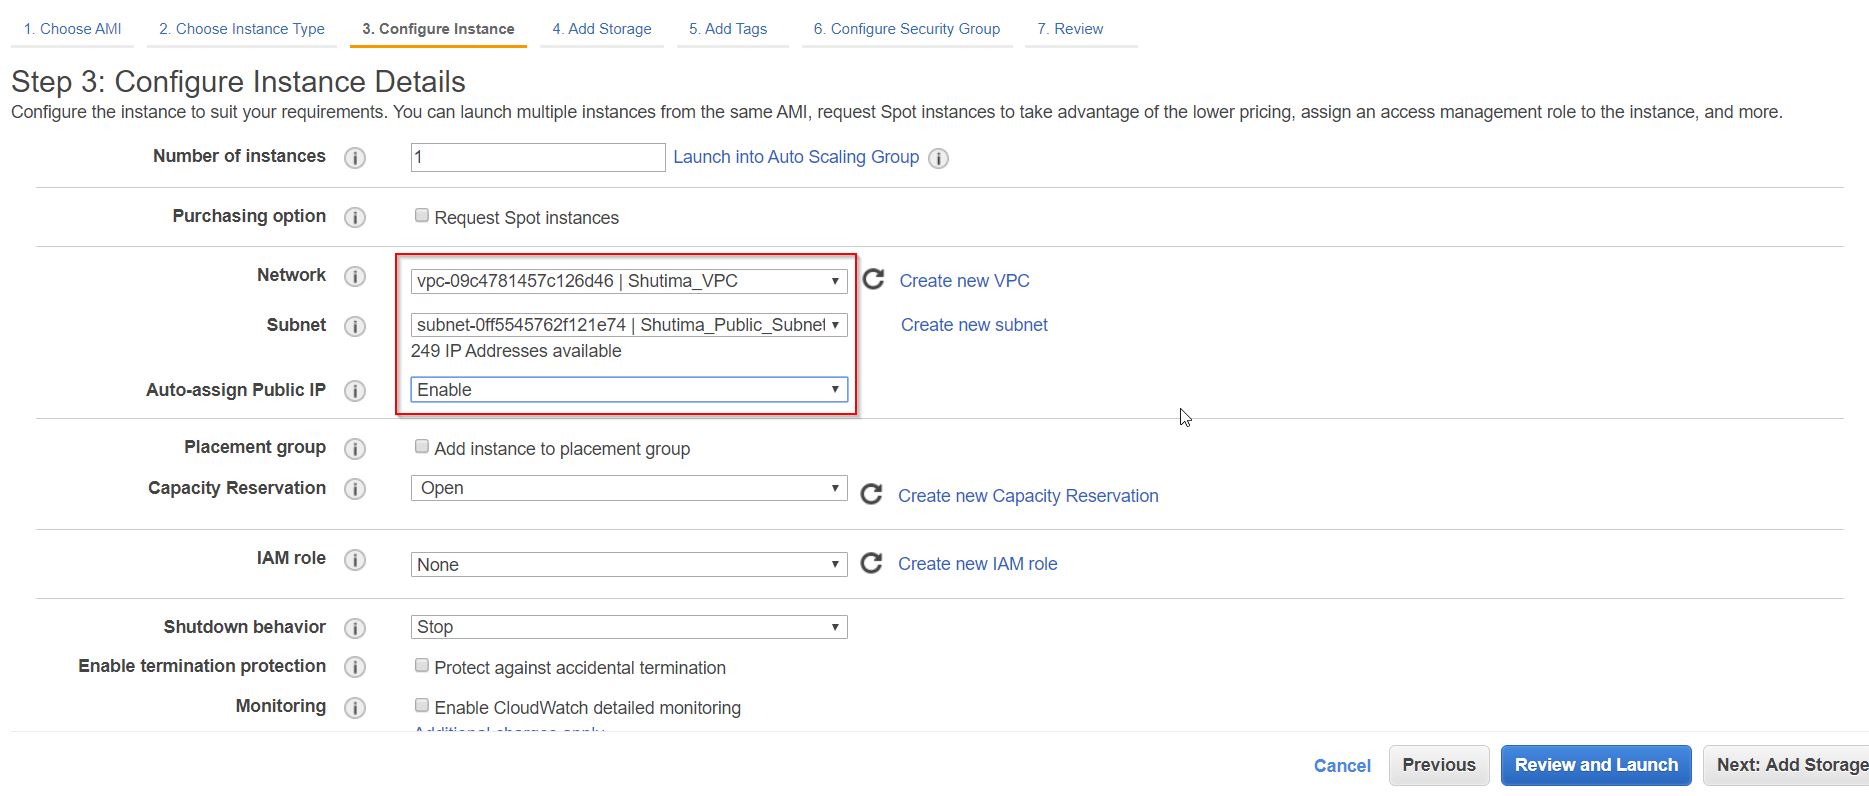 1. Choose AMI 2. Choose Instance Type 3. Configure Instance 4. Add Storage 5. Add Tags 6. Configure Security Group 7. Review
Step 3: Configure Instance Details
Configure the instance to suit your requirements. You can launch multiple instances from the same AMI, request Spot instances to take advantage of the lower pricing, assign an access management role to the instance, and more.
Number of instances 1 Launch into Auto Scaling Group
Purchasing option Request Spot instances
Network vpc-09c4781457c126d46 | Shutima_VPC Create new VPC
Subnet subnet-0ff5545762f121e74 | Shutima_Public_Subnet Create new subnet
249 IP Addresses available
Auto-assign Public IP Enable
Placement group Add instance to placement group
Capacity Reservation Open Create new Capacity Reservation
IAM role None Create new IAM role
Shutdown behavior Stop
Enable termination protection Protect against accidental termination
Monitoring Enable CloudWatch detailed monitoring
Additional charges apply.
Cancel Previous Review and Launch Next: Add Storage